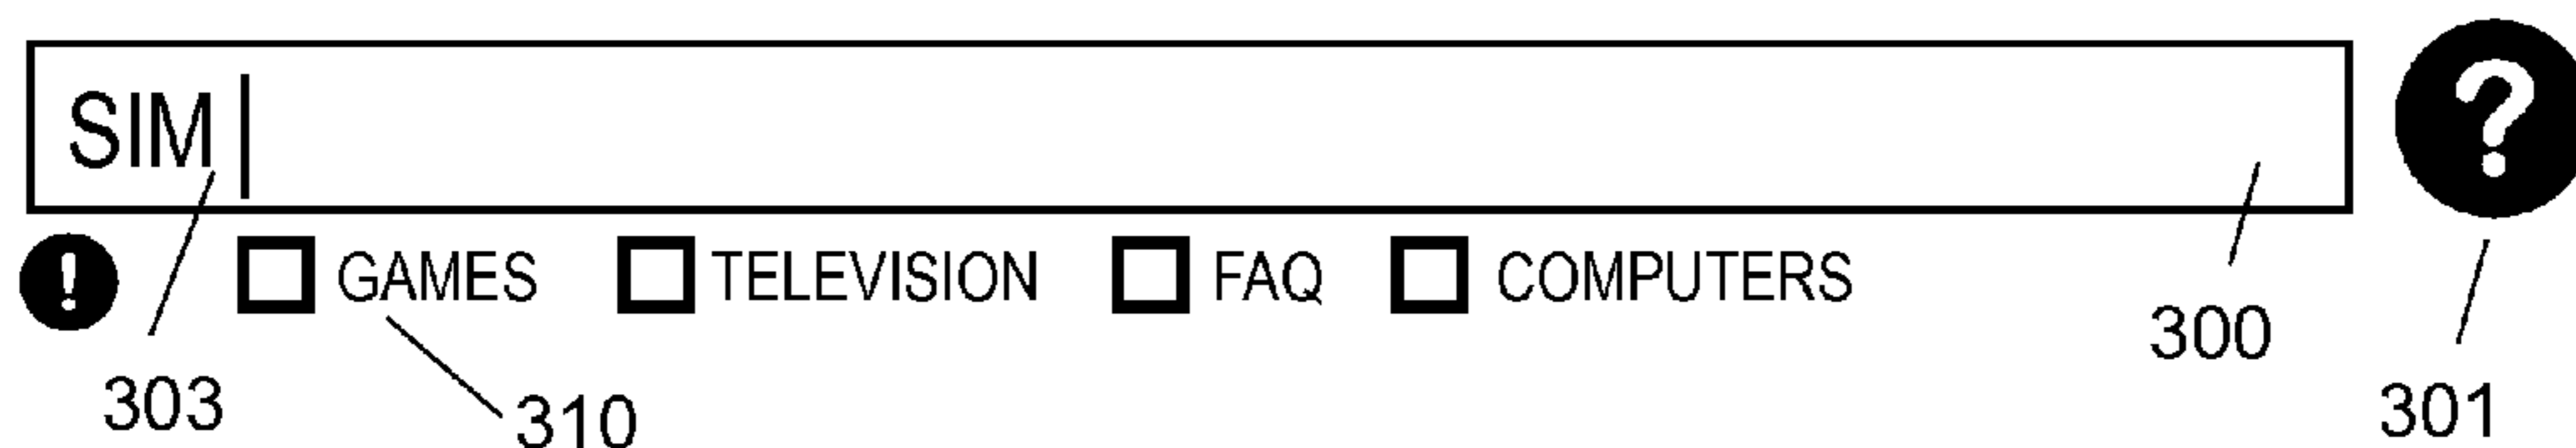 SIM
?
! GAMES TELEVISION FAQ COMPUTERS
300
303 310 301